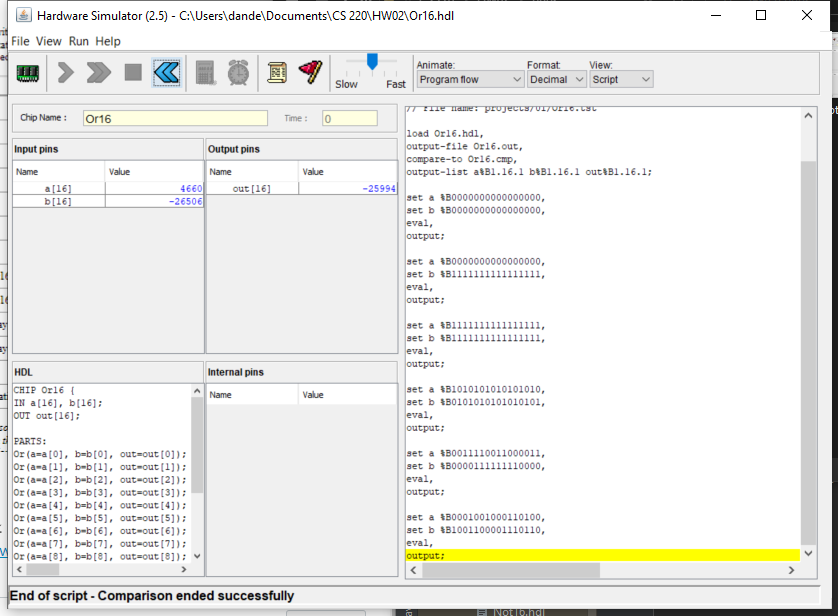 Hardware Simulator (2.5) - C:\Users\dande\Documents\CS 220\HW02\Or16.hdl
File View Run Help
Slow Fast
Animate: Format: View:
Program flow Decimal Script
Chip Name : Or16 Time : 0
Input pins Output pins
Name Value Name Value
a[16] 4660 out[16] -25994
b[16] -26506
HDL Internal pins
Name Value
CHIP Or16 {
IN a[16], b[16];
OUT out[16];
PARTS:
Or(a=a[0], b=b[0], out=out[0]);
Or(a=a[1], b=b[1], out=out[1]);
Or(a=a[2], b=b[2], out=out[2]);
Or(a=a[3], b=b[3], out=out[3]);
Or(a=a[4], b=b[4], out=out[4]);
Or(a=a[5], b=b[5], out=out[5]);
Or(a=a[6], b=b[6], out=out[6]);
Or(a=a[7], b=b[7], out=out[7]);
Or(a=a[8], b=b[8], out=out[8]);
// File name: projects/01/Or16.tst
load Or16.hdl,
output-file Or16.out,
compare-to Or16.cmp,
output-list a%B1.16.1 b%B1.16.1 out%B1.16.1;
set a %B0000000000000000,
set b %B0000000000000000,
eval,
output;
set a %B0000000000000000,
set b %B1111111111111111,
eval,
output;
set a %B1111111111111111,
set b %B1111111111111111,
eval,
output;
set a %B1010101010101010,
set b %B0101010101010101,
eval,
output;
set a %B0011110011000011,
set b %B0000111111110000,
eval,
output;
set a %B0001001000110100,
set b %B1001100001110110,
eval,
output;
End of script - Comparison ended successfully
Not16.hdl